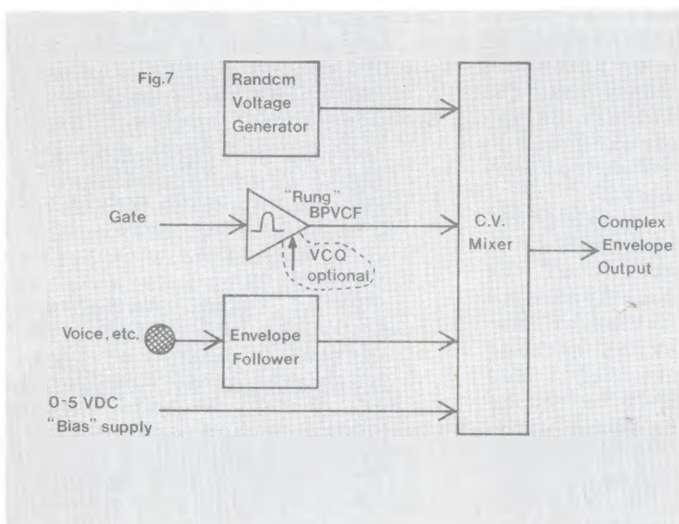 Fig.7
Randcm
Voltage
Generator
Gate
"Rung"
BPVCF
VCQ
optional
C.V.
Mixer
Complex
Envelope
Output
Voice, etc.
Envelope
Follower
0-5 VDC
"Bias" supply